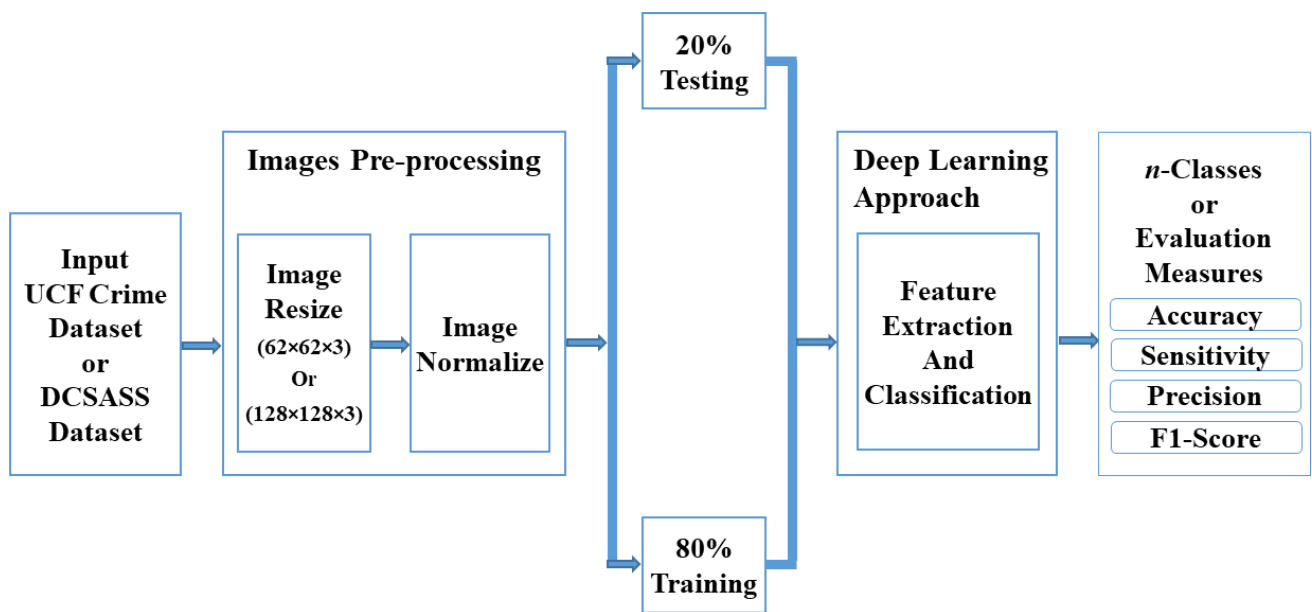 Input
UCF Crime
Dataset
or
DCSASS
Dataset
Images Pre-processing
Image
Resize
(62×62×3)
Or
(128×128×3)
Image
Normalize
20%
Testing
80%
Training
Deep Learning
Approach
Feature
Extraction
And
Classification
n-Classes
or
Evaluation
Measures
Accuracy
Sensitivity
Precision
F1-Score